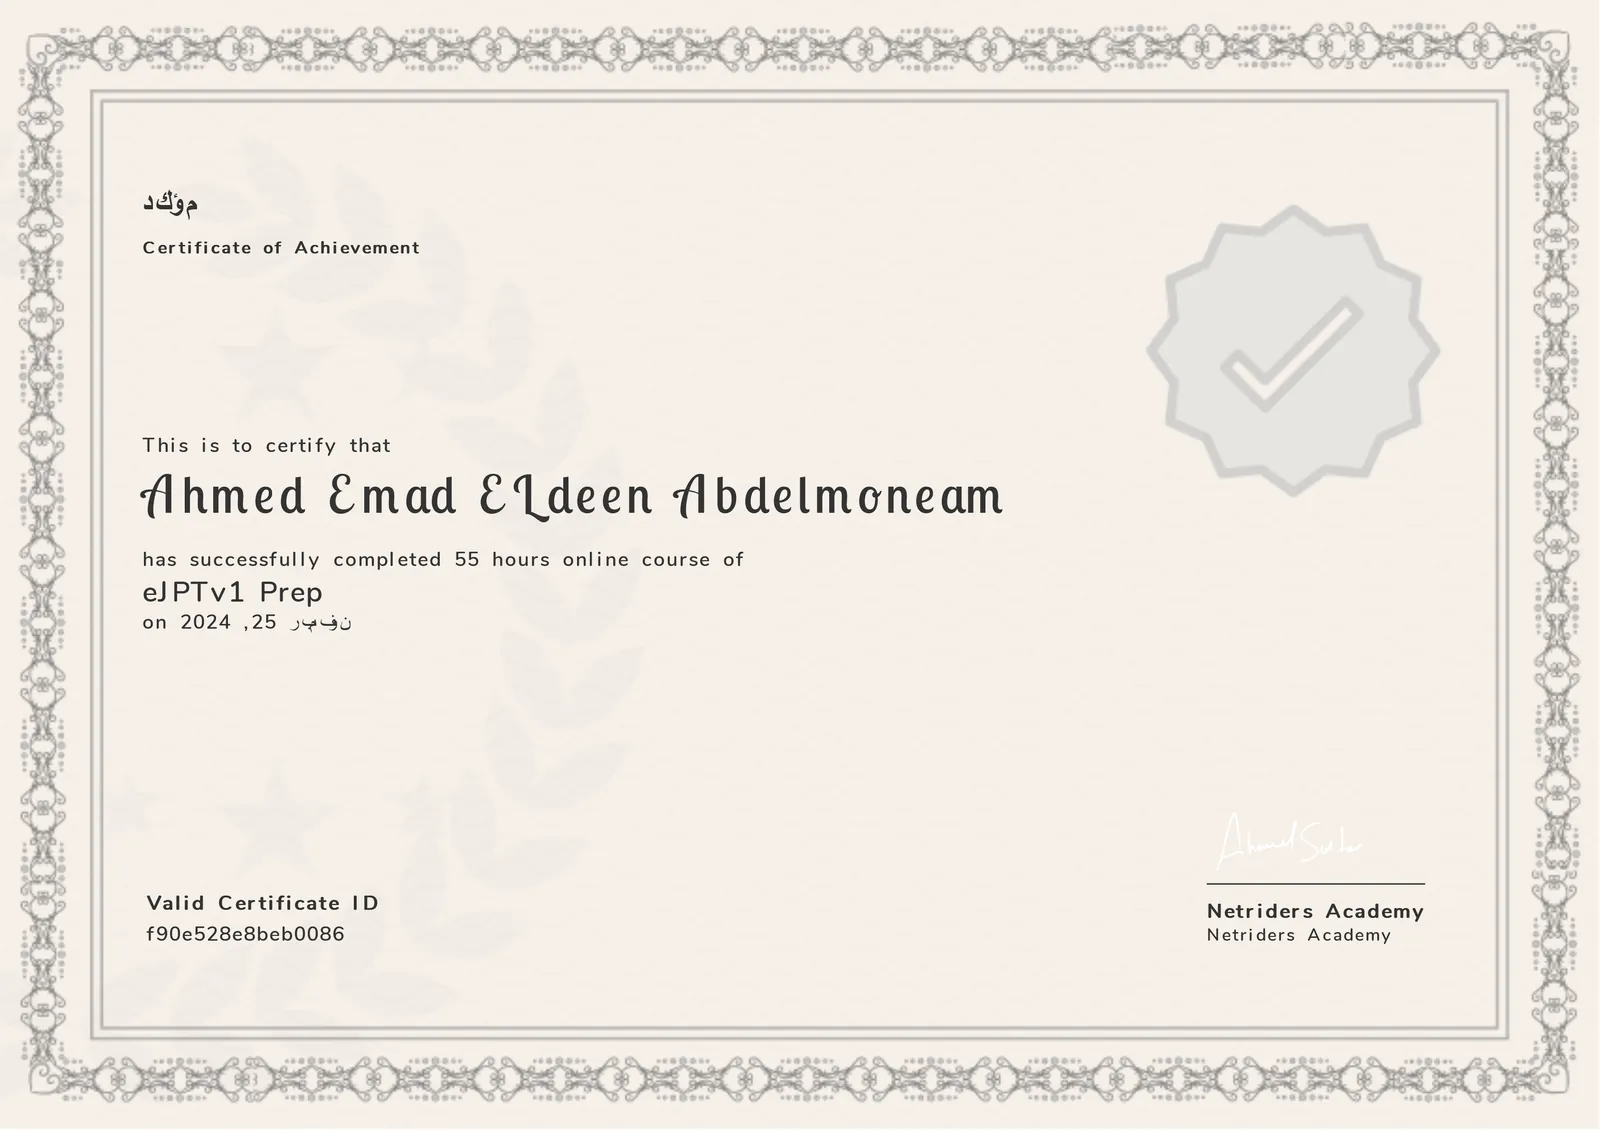 مؤكد
Certificate of Achievement
This is to certify that
Ahmed Emad ELdeen Abdelmoneam
has successfully completed 55 hours online course of
eJPTv1 Prep
on نوفمبر 25, 2024
Valid Certificate ID
f90e528e8beb0086
Netriders Academy
Netriders Academy